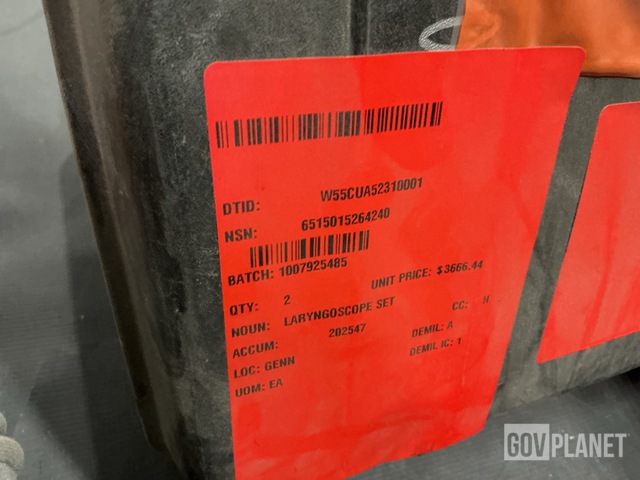 DTID: W55CUA52310001
NSN: 6515015264240
BATCH: 1007925485
QTY: 2 UNIT PRICE: $3666.44
NOUN: LARYNGOSCOPE SET CC: H
ACCUM: 202547 DEMIL: A
LOC: GENN DEMIL IC: 1
UOM: EA
GOVPLANET